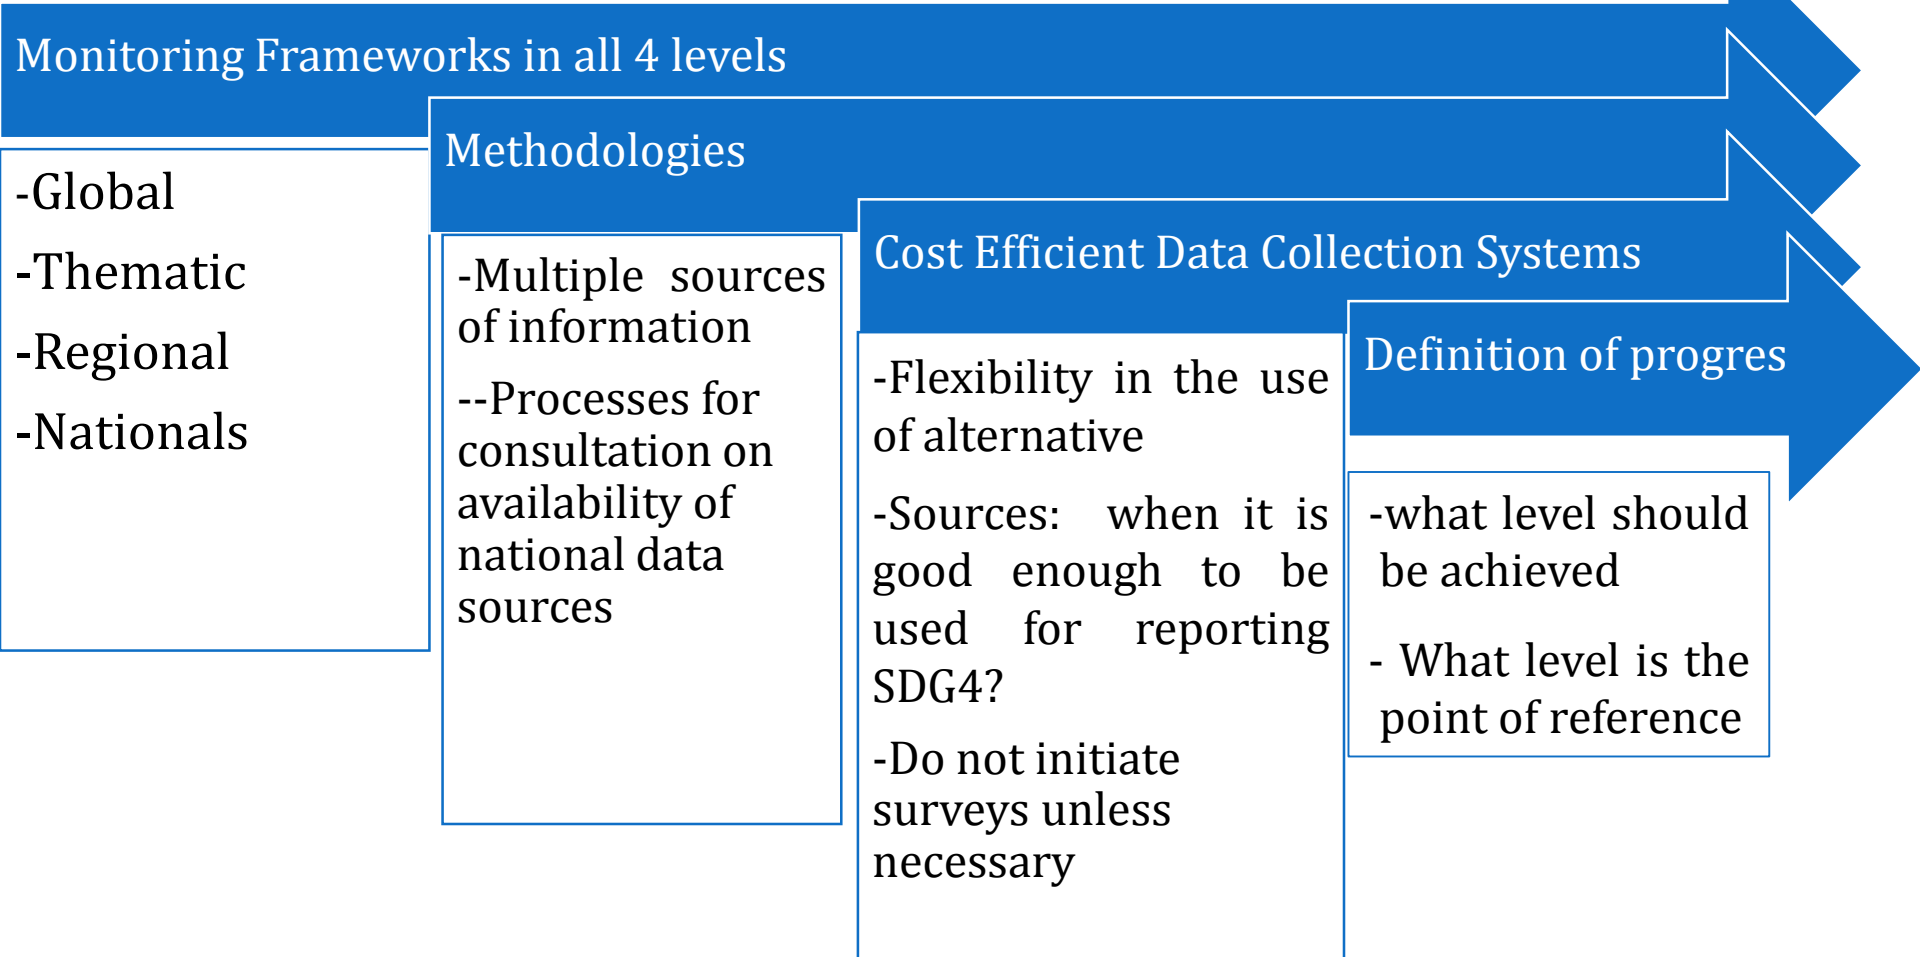 Monitoring Frameworks in all 4 levels
-Global
-Thematic
-Regional
-Nationals
Methodologies
-Multiple sources
of information
--Processes for
consultation on
availability of
national data
sources
Cost Efficient Data Collection Systems
-Flexibility in the use
of alternative
-Sources: when it is
good enough to be
used for reporting
SDG4?
-Do not initiate
surveys unless
necessary
Definition of progres
-what level should
be achieved
- What level is the
point of reference